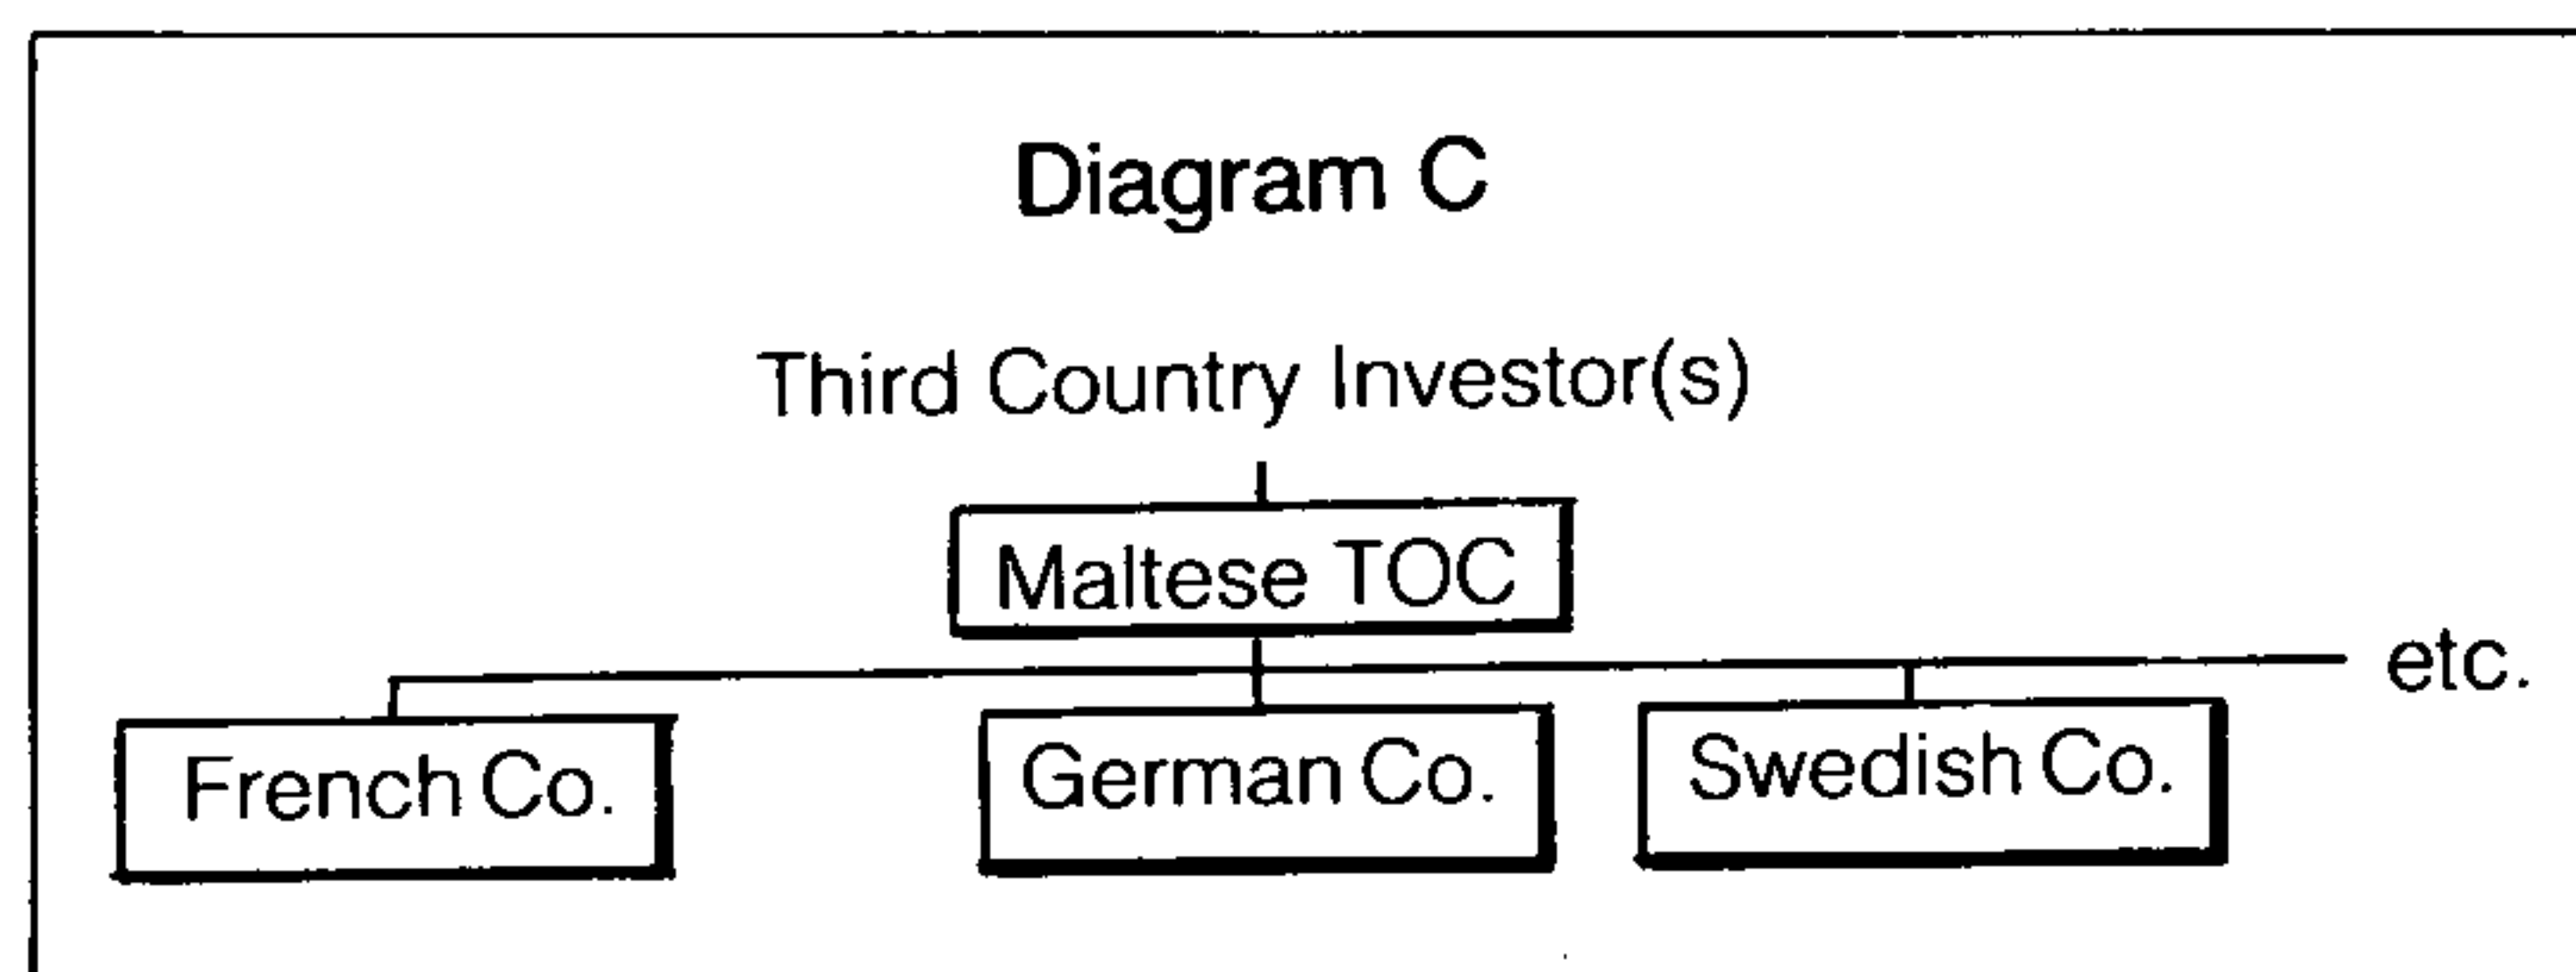 Diagram C
Third Country Investor(s)
Maltese TOC
etc.
French Co.
German Co.
Swedish Co.